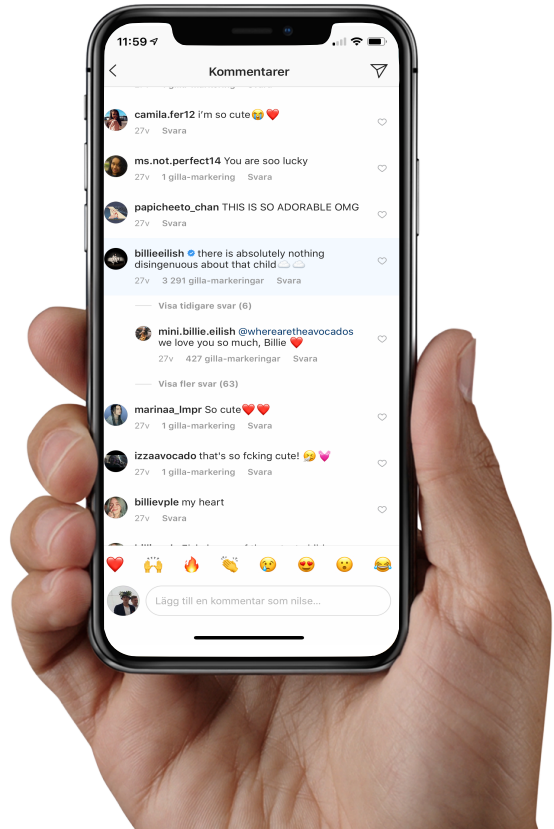 11:59
Kommentarer
camila.fer12 i'm so cute😭❤️
27v Svara
ms.not.perfect14 You are soo lucky
27v 1 gilla-markering Svara
papicheeto_chan THIS IS SO ADORABLE OMG
27v Svara
billieeilish there is absolutely nothing
disingenuous about that child☁️☁️
27v 3 291 gilla-markeringar Svara
Visa tidigare svar (6)
mini.billie.eilish @wherearetheavocados
we love you so much, Billie ❤️
27v 427 gilla-markeringar Svara
Visa fler svar (63)
marinaa_lmpr So cute❤️❤️
27v 1 gilla-markering Svara
izzaavocado that's so fcking cute! 🤧💓
27v 1 gilla-markering Svara
billievple my heart
27v Svara
❤️🙌🔥👏😢😍😮😂
Lägg till en kommentar som nilse...